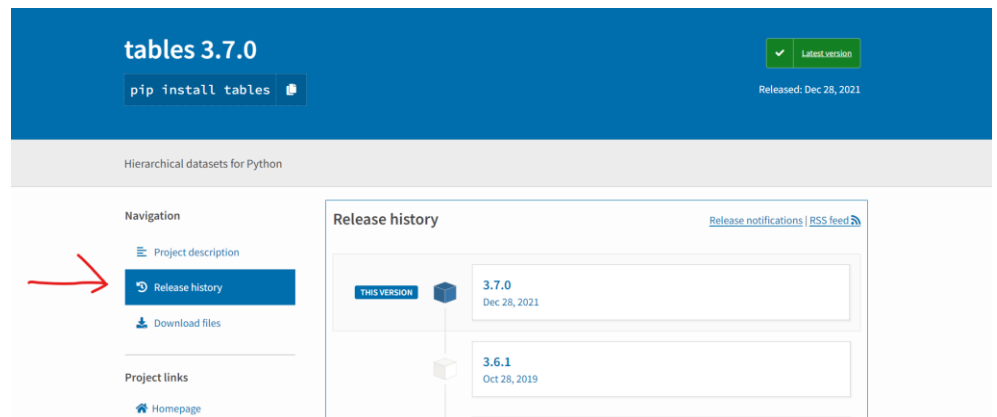 tables 3.7.0
Latest version
pip install tables
Released: Dec 28, 2021
Hierarchical datasets for Python
Navigation
Project description
Release history
Download files
Project links
Homepage
Release history
Release notifications | RSS feed
THIS VERSION
3.7.0
Dec 28, 2021
3.6.1
Oct 28, 2019